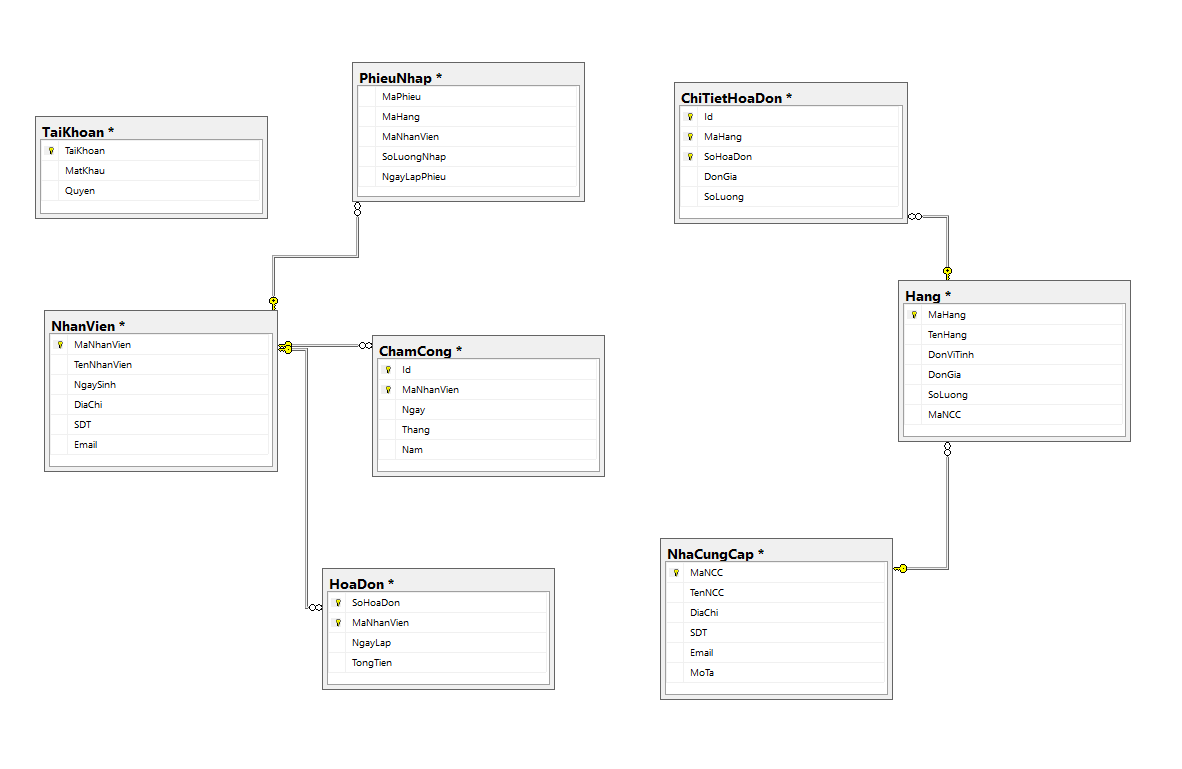 TaiKhoan *
TaiKhoan
MatKhau
Quyen
PhieuNhap *
MaPhieu
MaHang
MaNhanVien
SoLuongNhap
NgayLapPhieu
ChiTietHoaDon *
Id
MaHang
SoHoaDon
DonGia
SoLuong
NhanVien *
MaNhanVien
TenNhanVien
NgaySinh
DiaChi
SDT
Email
ChamCong *
Id
MaNhanVien
Ngay
Thang
Nam
Hang *
MaHang
TenHang
DonViTinh
DonGia
SoLuong
MaNCC
HoaDon *
SoHoaDon
MaNhanVien
NgayLap
TongTien
NhaCungCap *
MaNCC
TenNCC
DiaChi
SDT
Email
MoTa